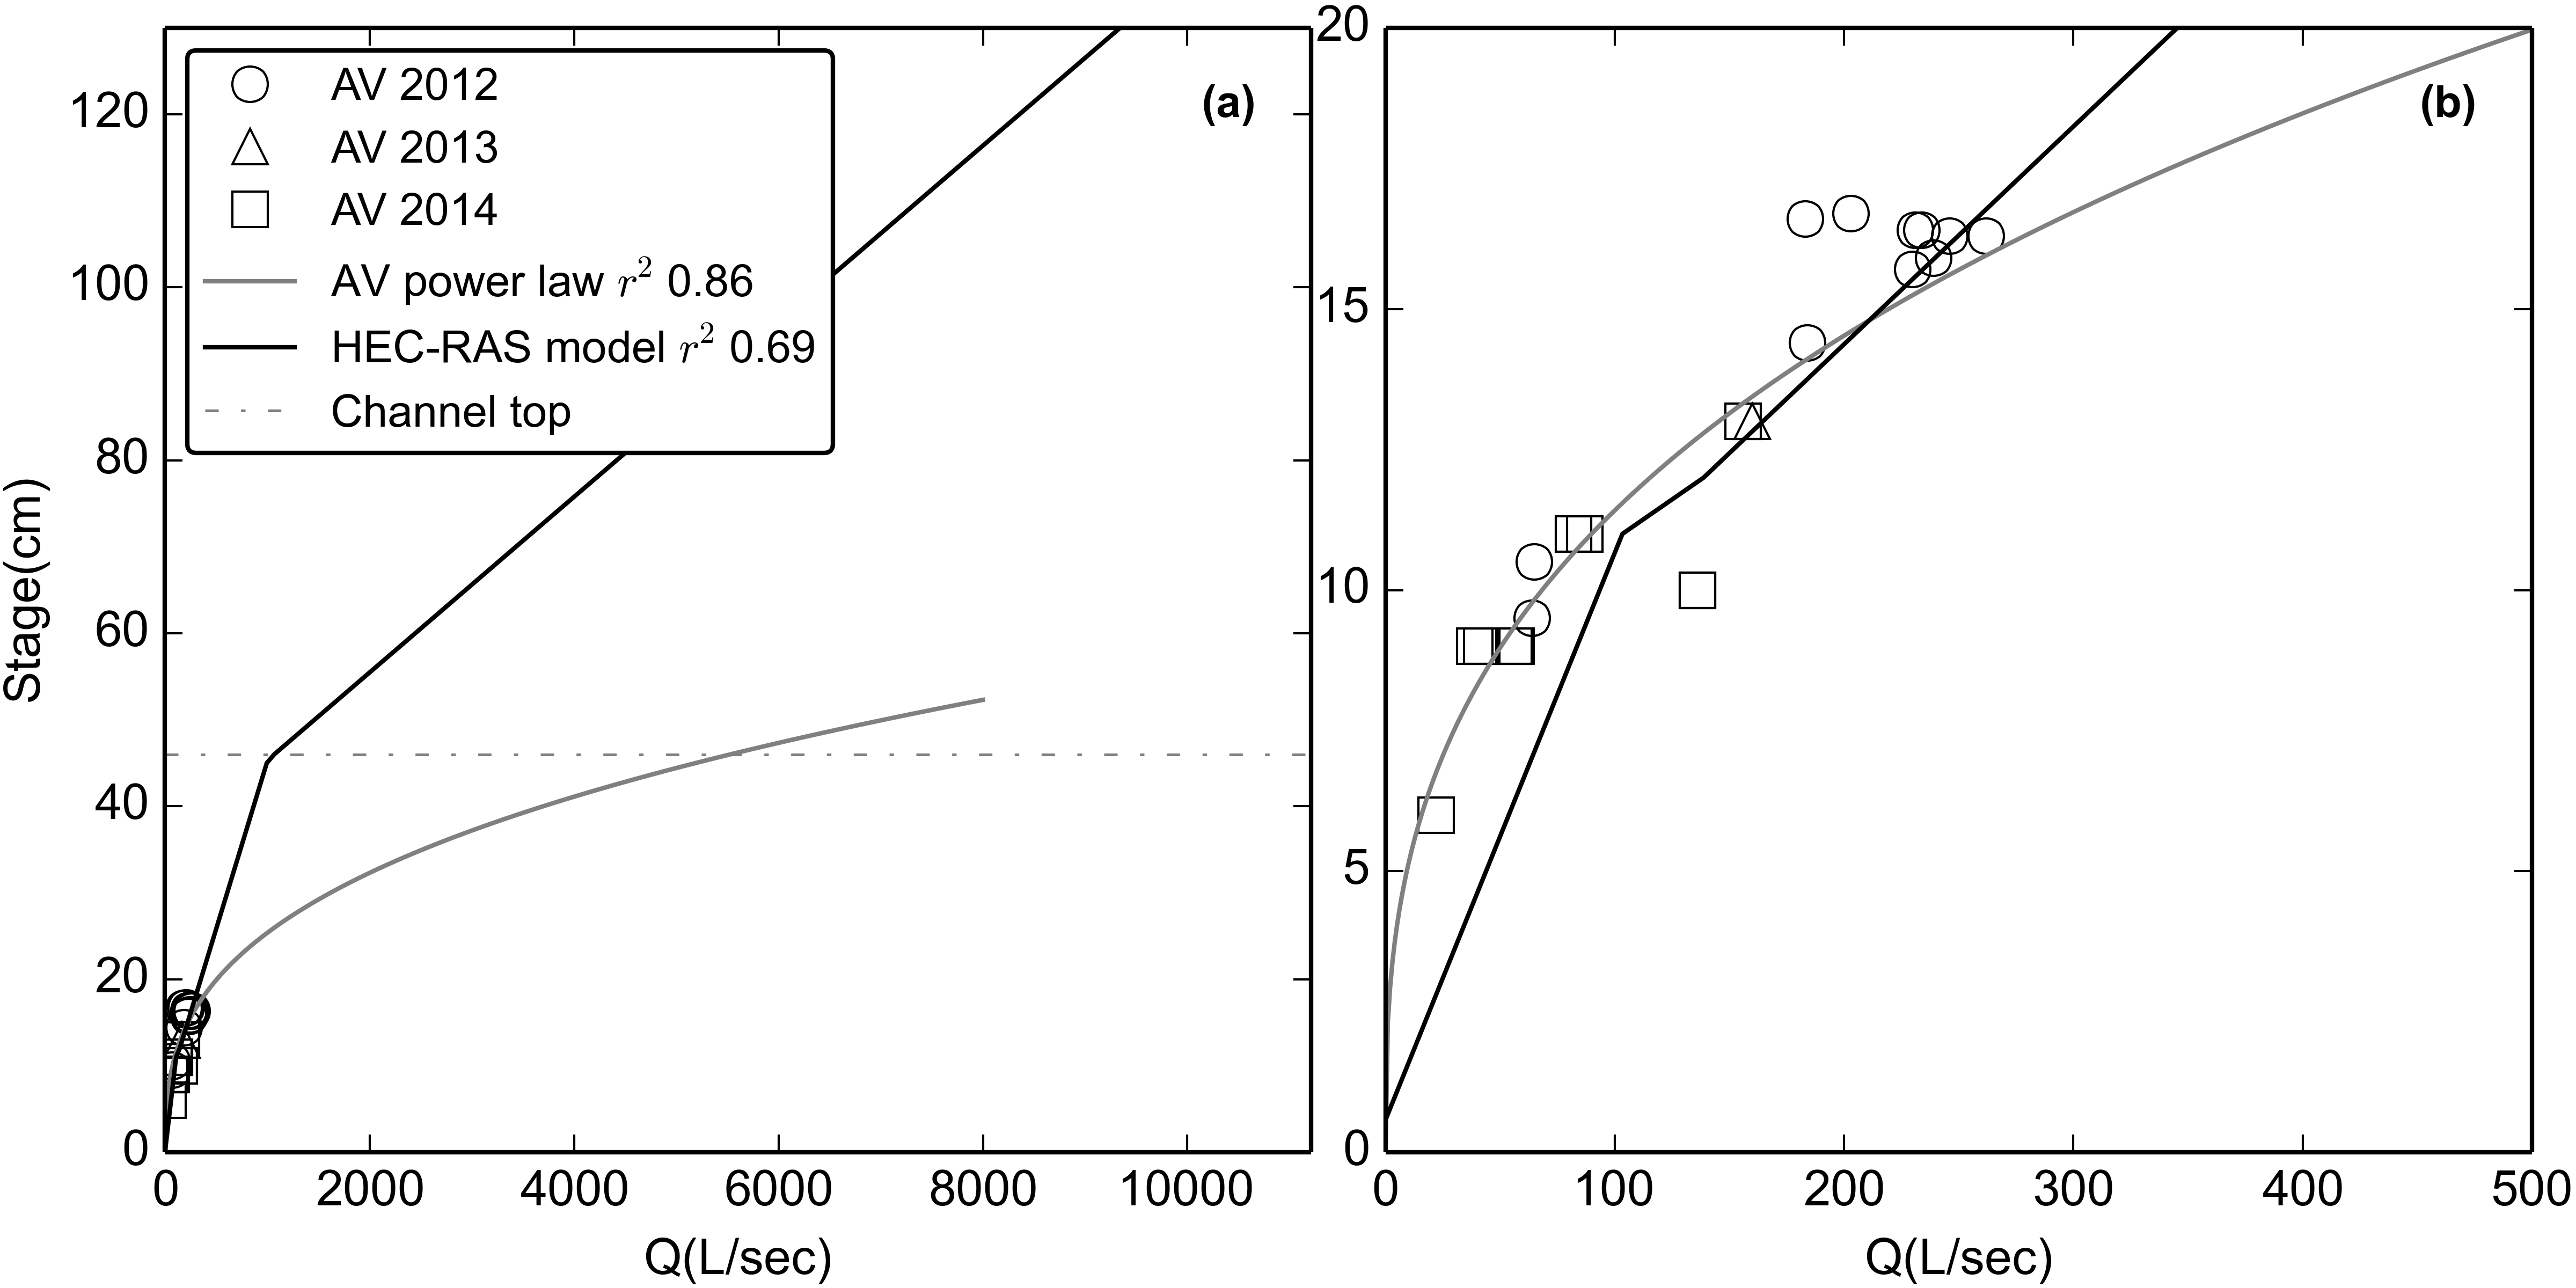 (a)
AV 2012
AV 2013
AV 2014
AV power law r² 0.86
HEC-RAS model r² 0.69
Channel top
Stage(cm)
120
100
80
60
40
20
0
0 2000 4000 6000 8000 10000
Q(L/sec)
(b)
20
15
10
5
0
0 100 200 300 400 500
Q(L/sec)